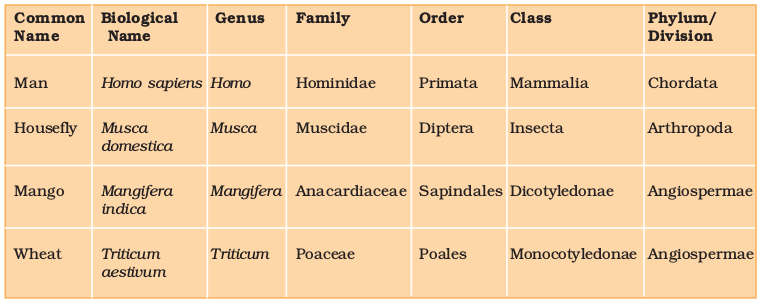 Common Biological Genus Family Order Class Phylum/
Name Name Division
Man Homo sapiens Homo Hominidae Primata Mammalia Chordata
Housefly Musca Musca Muscidae Diptera Insecta Arthropoda
domestica
Mango Mangifera Mangifera Anacardiaceae Sapindales Dicotyledonae Angiospermae
indica
Wheat Triticum Triticum Poaceae Poales Monocotyledonae Angiospermae
aestivum